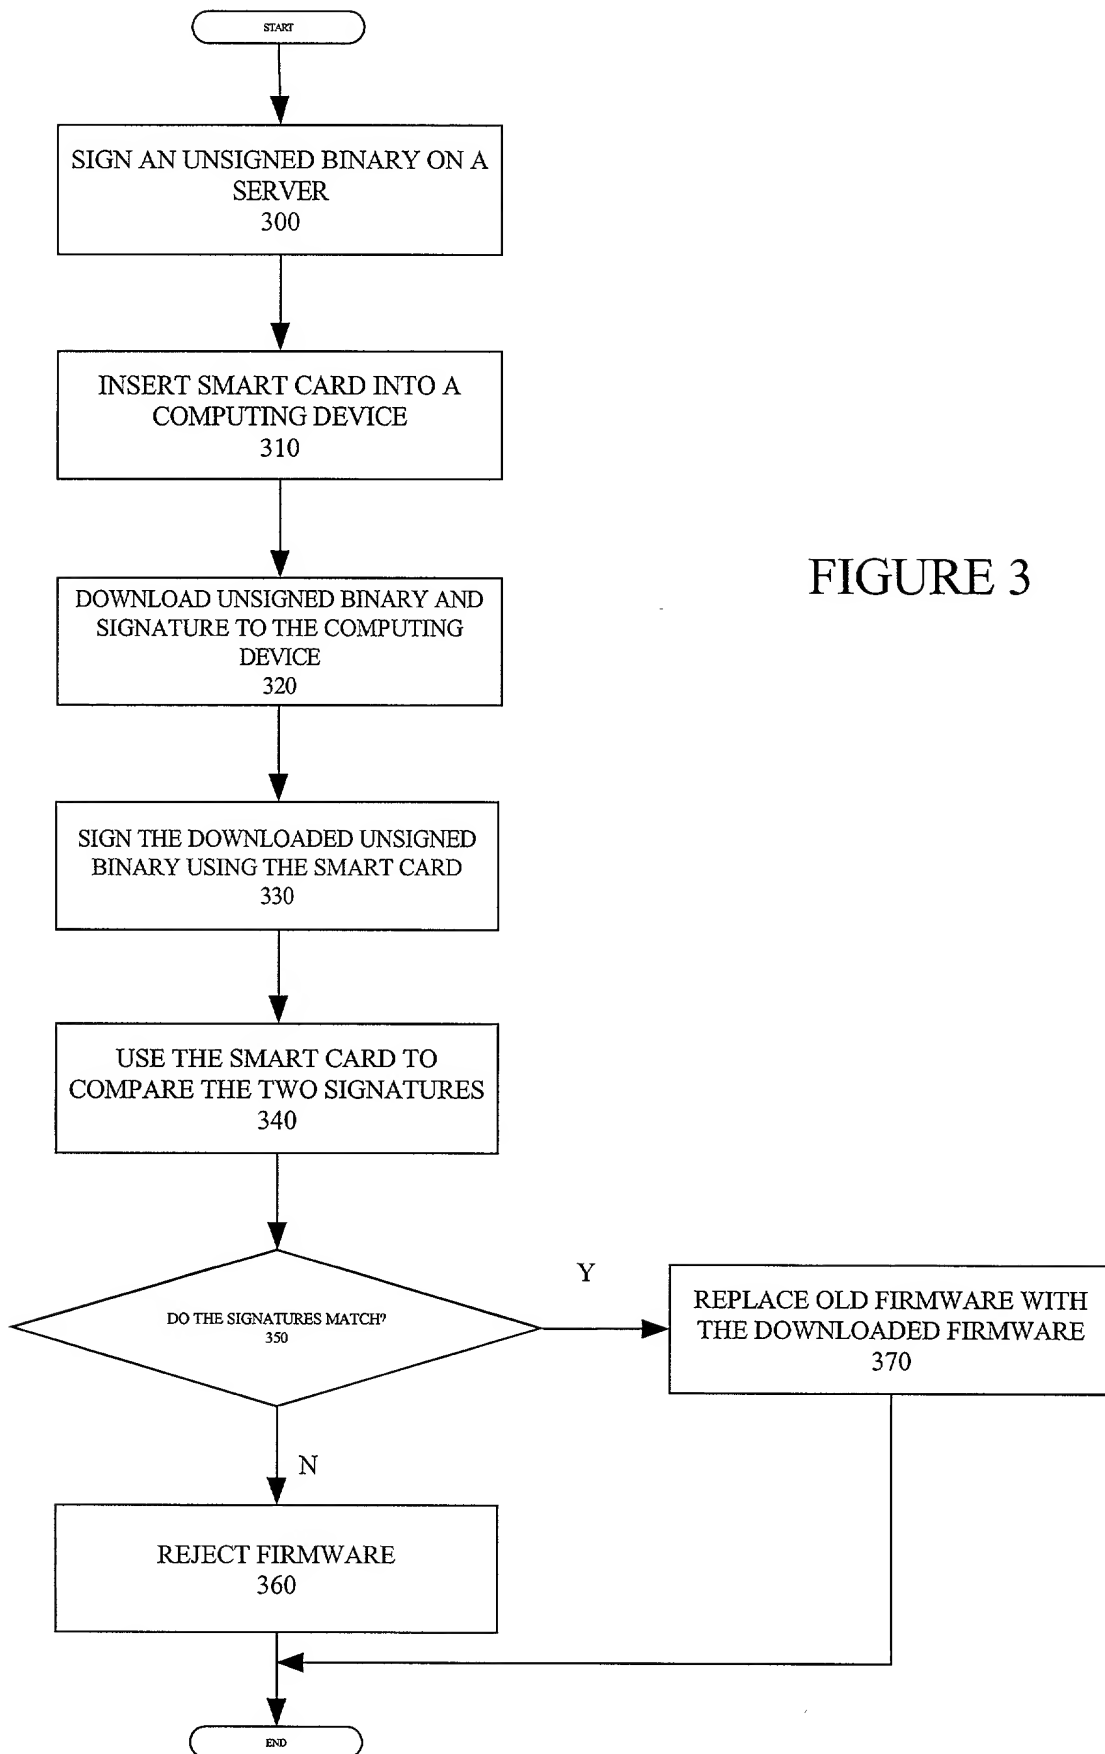 START
SIGN AN UNSIGNED BINARY ON A
SERVER
300
INSERT SMART CARD INTO A
COMPUTING DEVICE
310
DOWNLOAD UNSIGNED BINARY AND
SIGNATURE TO THE COMPUTING
DEVICE
320
FIGURE 3
SIGN THE DOWNLOADED UNSIGNED
BINARY USING THE SMART CARD
330
USE THE SMART CARD TO
COMPARE THE TWO SIGNATURES
340
DO THE SIGNATURES MATCH?
350
Y
REPLACE OLD FIRMWARE WITH
THE DOWNLOADED FIRMWARE
370
N
REJECT FIRMWARE
360
END